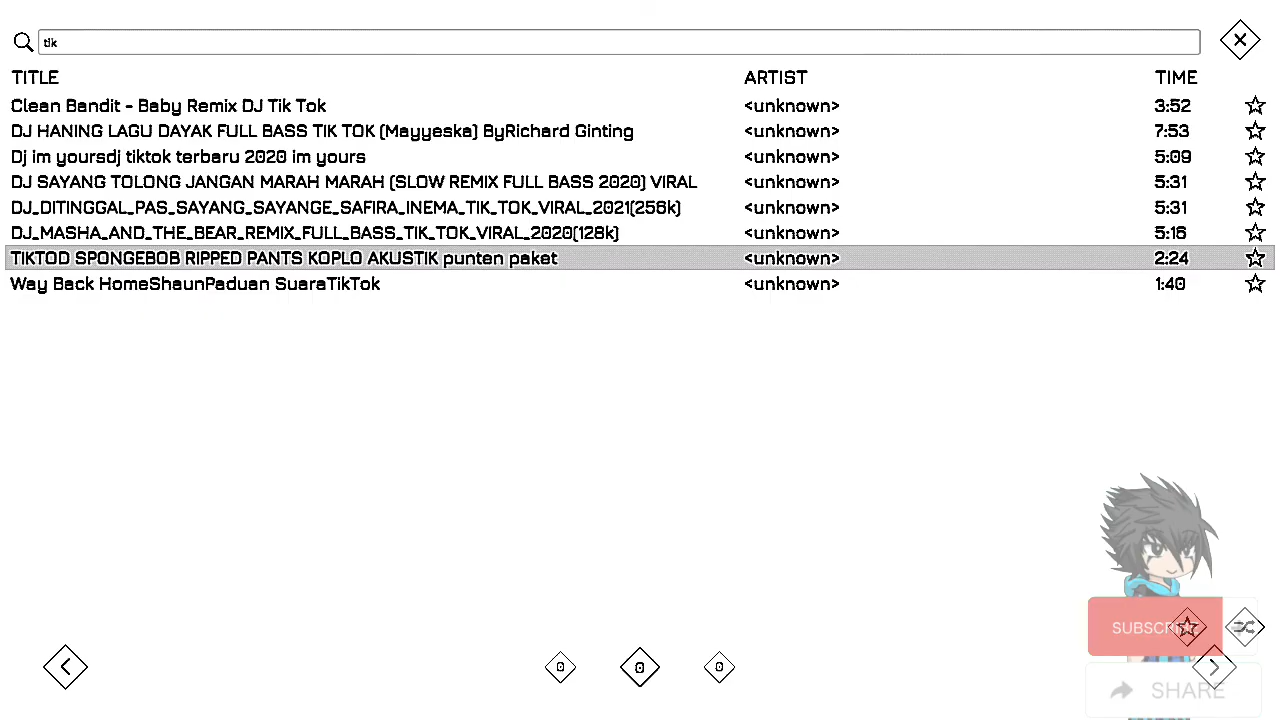 tik
TITLE ARTIST TIME
Clean Bandit - Baby Remix DJ Tik Tok <unknown> 3:52
DJ HANING LAGU DAYAK FULL BASS TIK TOK (Mayyeska) ByRichard Ginting <unknown> 7:53
Dj im yoursdj tiktok terbaru 2020 im yours <unknown> 5:09
DJ SAYANG TOLONG JANGAN MARAH MARAH (SLOW REMIX FULL BASS 2020) VIRAL <unknown> 5:31
DJ_DITINGGAL_PAS_SAYANG_SAYANGE_SAFIRA_INEMA_TIK_TOK_VIRAL_2021(256k) <unknown> 5:31
DJ_MASHA_AND_THE_BEAR_REMIX_FULL_BASS_TIK_TOK_VIRAL_2020(128k) <unknown> 5:16
TIKTOD SPONGEBOB RIPPED PANTS KOPLO AKUSTIK punten paket <unknown> 2:24
Way Back HomeShaunPaduan SuaraTikTok <unknown> 1:40
0 0 0
SHARE